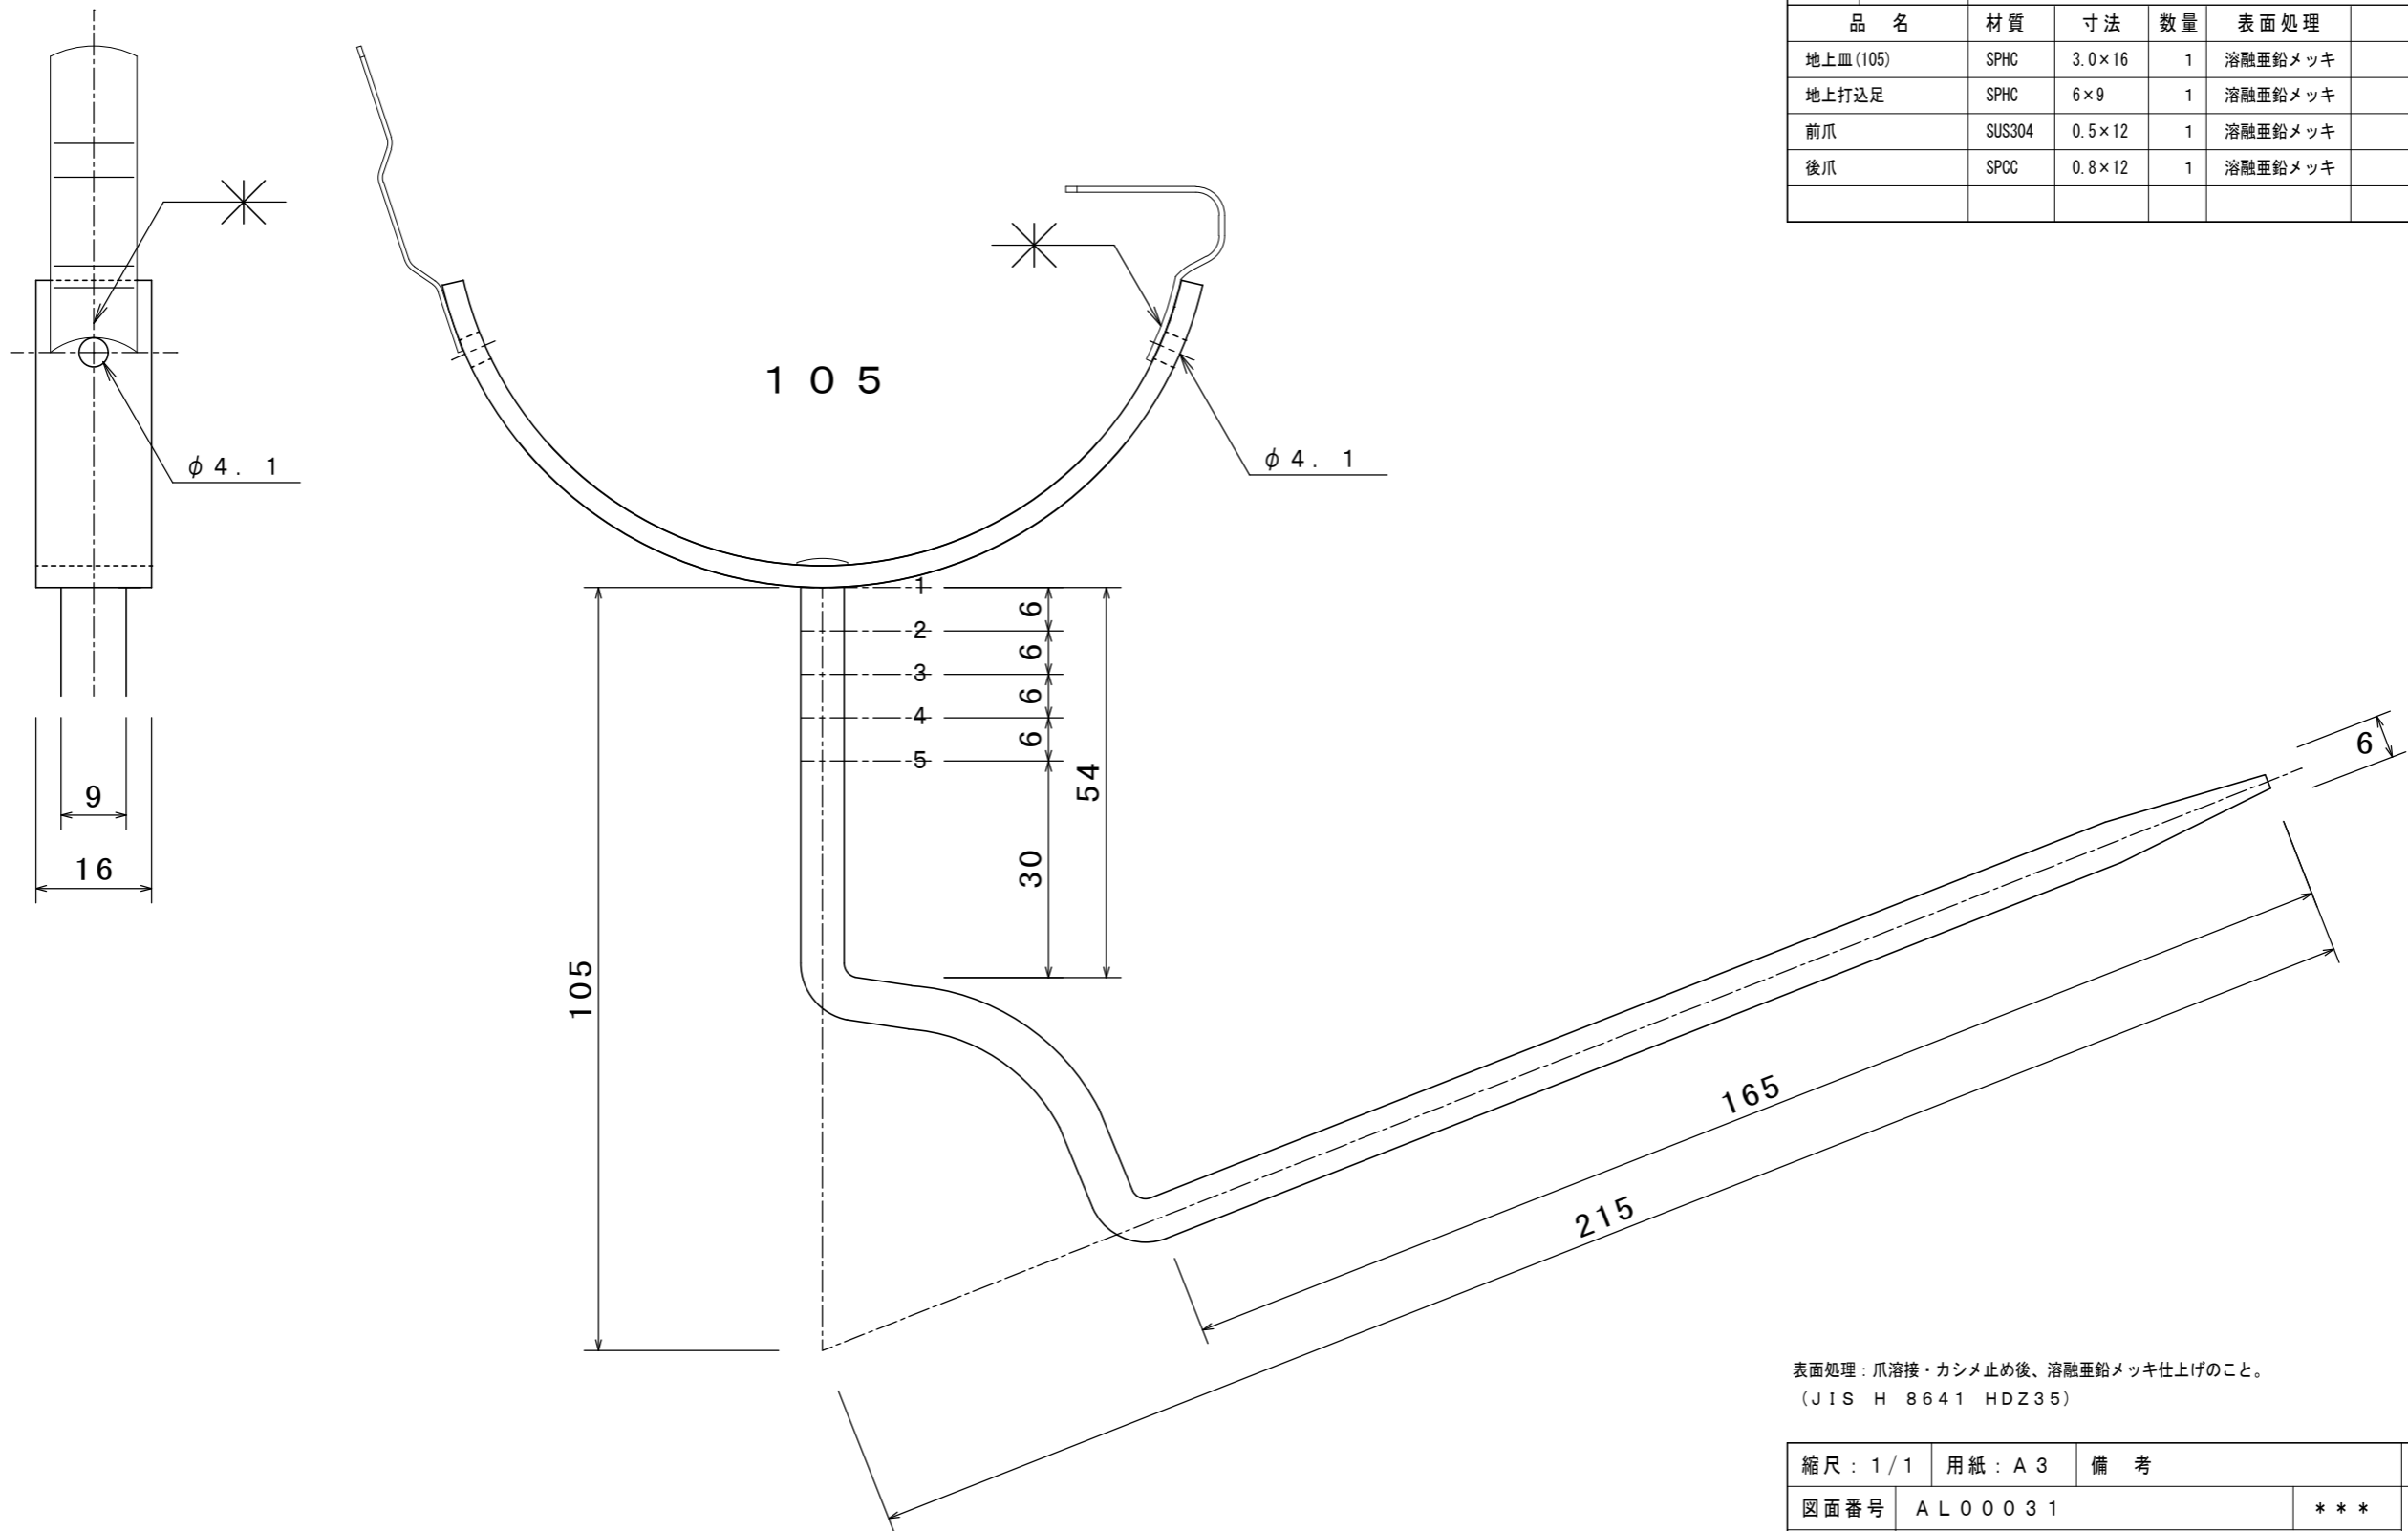 品 名 材質 寸法 数量 表面処理
地上皿(105) SPHC 3.0×16 1 溶融亜鉛メッキ
地上打込足 SPHC 6×9 1 溶融亜鉛メッキ
前爪 SUS304 0.5×12 1 溶融亜鉛メッキ
後爪 SPCC 0.8×12 1 溶融亜鉛メッキ
105
φ4.1
φ4.1
1
2
3
4
5
6
6
6
6
30
54
105
9
16
6
165
215
表面処理：爪溶接・カシメ止め後、溶融亜鉛メッキ仕上げのこと。
（JIS H 8641 HDZ35）
縮尺：1/1 用紙：A3 備 考
図面番号 AL00031 ***